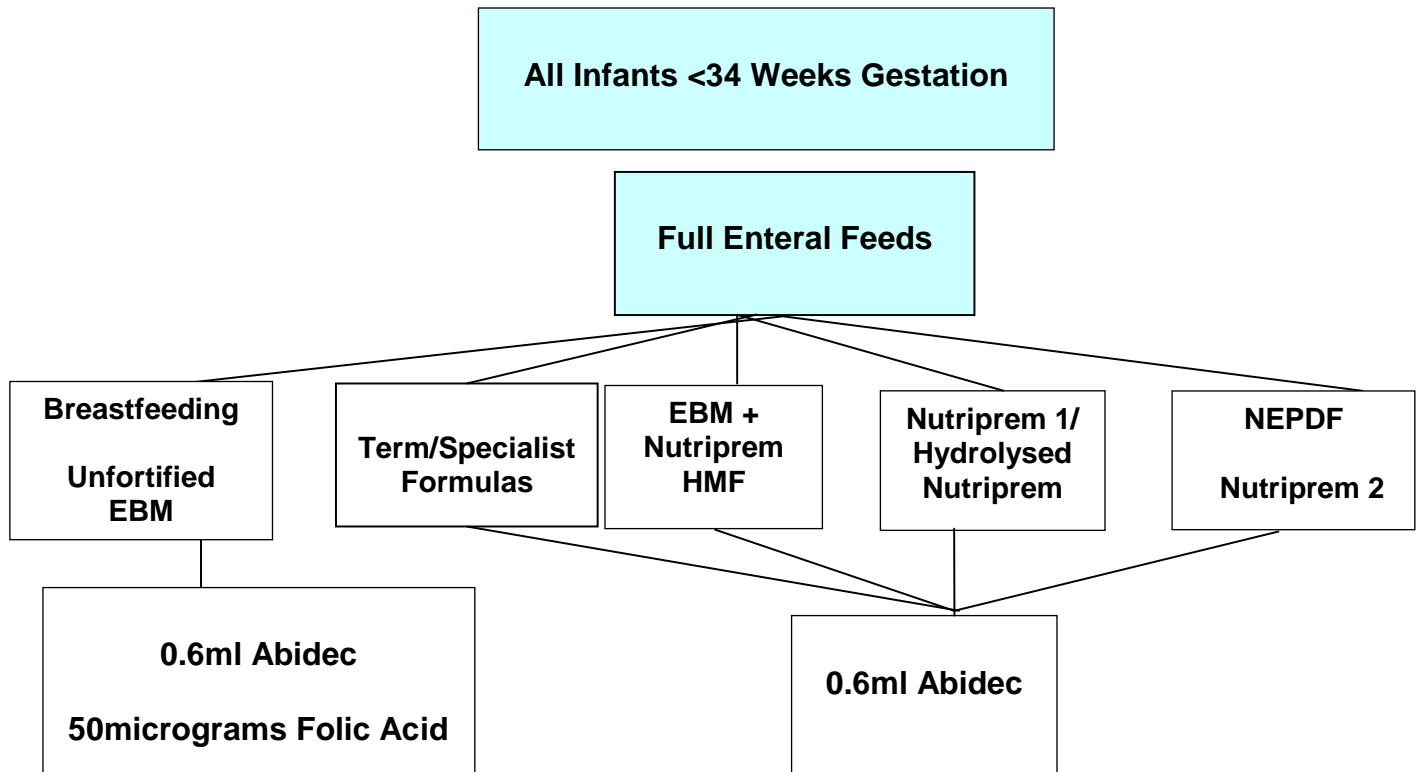 All Infants <34 Weeks Gestation
Full Enteral Feeds
Breastfeeding
Unfortified
EBM
Term/Specialist
Formulas
EBM +
Nutriprem
HMF
Nutriprem 1/
Hydrolysed
Nutriprem
NEPDF
Nutriprem 2
0.6ml Abidec
50micrograms Folic Acid
0.6ml Abidec